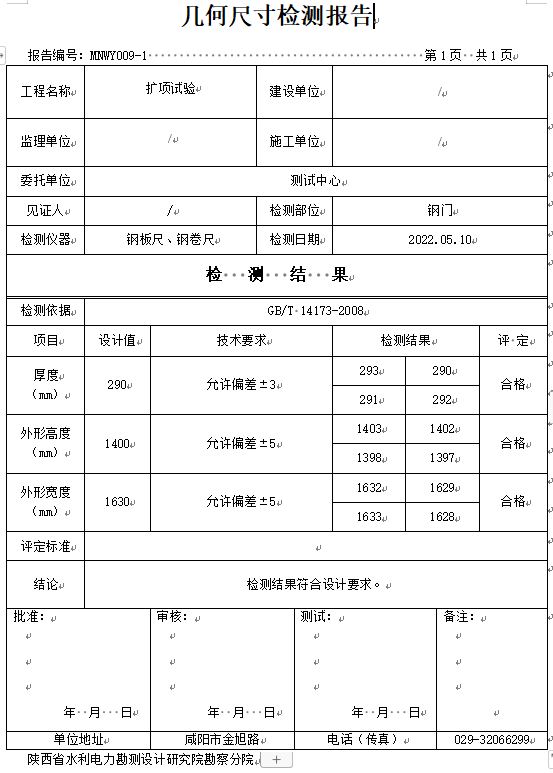 几何尺寸检测报告
报告编号：MNWY009-1 第1页 共1页
工程名称 扩项试验 建设单位 /
监理单位 / 施工单位 /
委托单位 测试中心
见证人 / 检测部位 钢门
检测仪器 钢板尺、钢卷尺 检测日期 2022.05.10
检 测 结 果
检测依据 GB/T 14173-2008
项目 设计值 技术要求 检测结果 评 定
厚度
（mm） 290 允许偏差±3 293 290 合格
291 292
外形高度
（mm） 1400 允许偏差±5 1403 1402 合格
1398 1397
外形宽度
（mm） 1630 允许偏差±5 1632 1629 合格
1633 1628
评定标准
结论 检测结果符合设计要求。
批准： 审核： 测试： 备注：
年 月 日 年 月 日 年 月 日
单位地址 咸阳市金旭路 电话（传真） 029-32066299
陕西省水利电力勘测设计研究院勘察分院